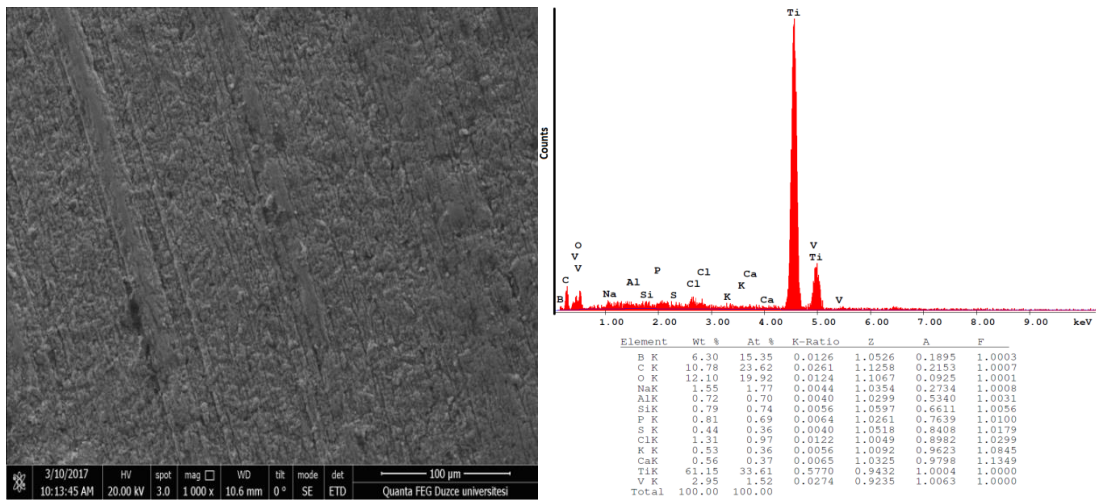 3/10/2017 HV spot mag □ WD tilt mode det 100 μm
10:13:45 AM 20.00 kV 3.0 1 000 x 10.6 mm 0 ° SE ETD Quanta FEG Duzce universitesi
Ti
Counts
O
V
V
B
C
Na
Al
Si
P
S
Cl
Cl
K
K
Ca
Ca
V
Ti
V
1.00 2.00 3.00 4.00 5.00 6.00 7.00 8.00 9.00 keV
Element Wt % At % K-Ratio Z A F
B K 6.30 15.35 0.0126 1.0526 0.1895 1.0003
C K 10.78 23.62 0.0261 1.1258 0.2153 1.0007
O K 12.10 19.92 0.0124 1.1067 0.0925 1.0001
NaK 1.55 1.77 0.0044 1.0354 0.2734 1.0008
AlK 0.72 0.70 0.0040 1.0299 0.5340 1.0031
SiK 0.79 0.74 0.0056 1.0597 0.6611 1.0056
P K 0.81 0.69 0.0064 1.0261 0.7639 1.0100
S K 0.44 0.36 0.0040 1.0518 0.8408 1.0179
ClK 1.31 0.97 0.0122 1.0049 0.8982 1.0299
K K 0.53 0.36 0.0056 1.0092 0.9623 1.0845
CaK 0.56 0.37 0.0065 1.0325 0.9798 1.1349
TiK 61.15 33.61 0.5770 0.9432 1.0004 1.0000
V K 2.95 1.52 0.0274 0.9235 1.0063 1.0000
Total 100.00 100.00